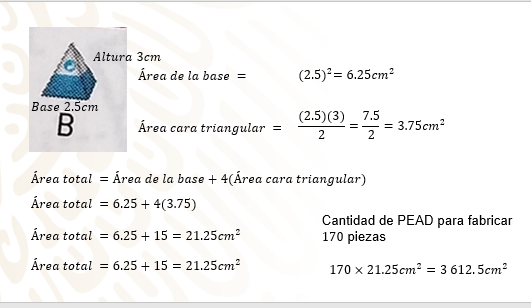 Altura 3cm
Área de la base = (2.5)²= 6.25cm²
Base 2.5cm
B
Área cara triangular = (2.5)(3)/2 = 7.5/2 = 3.75cm²
Área total = Área de la base + 4(Área cara triangular)
Área total = 6.25 + 4(3.75)
Área total = 6.25 + 15 = 21.25cm²
Área total = 6.25 + 15 = 21.25cm²
Cantidad de PEAD para fabricar
170 piezas
170 × 21.25cm² = 3 612.5cm²